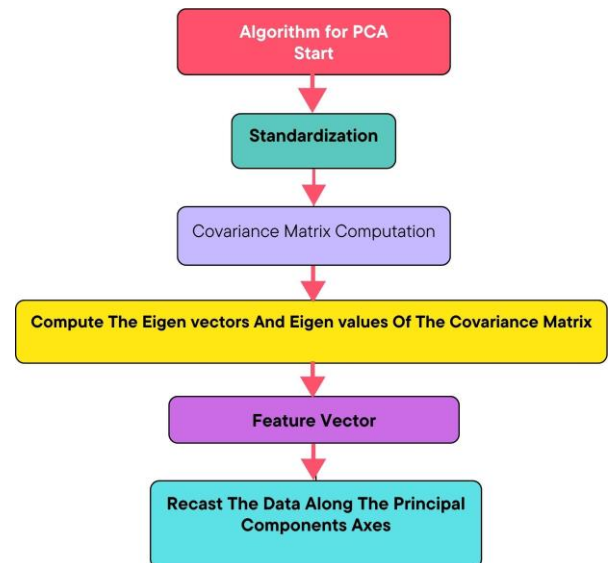 Algorithm for PCA
Start
Standardization
Covariance Matrix Computation
Compute The Eigen vectors And Eigen values Of The Covariance Matrix
Feature Vector
Recast The Data Along The Principal
Components Axes